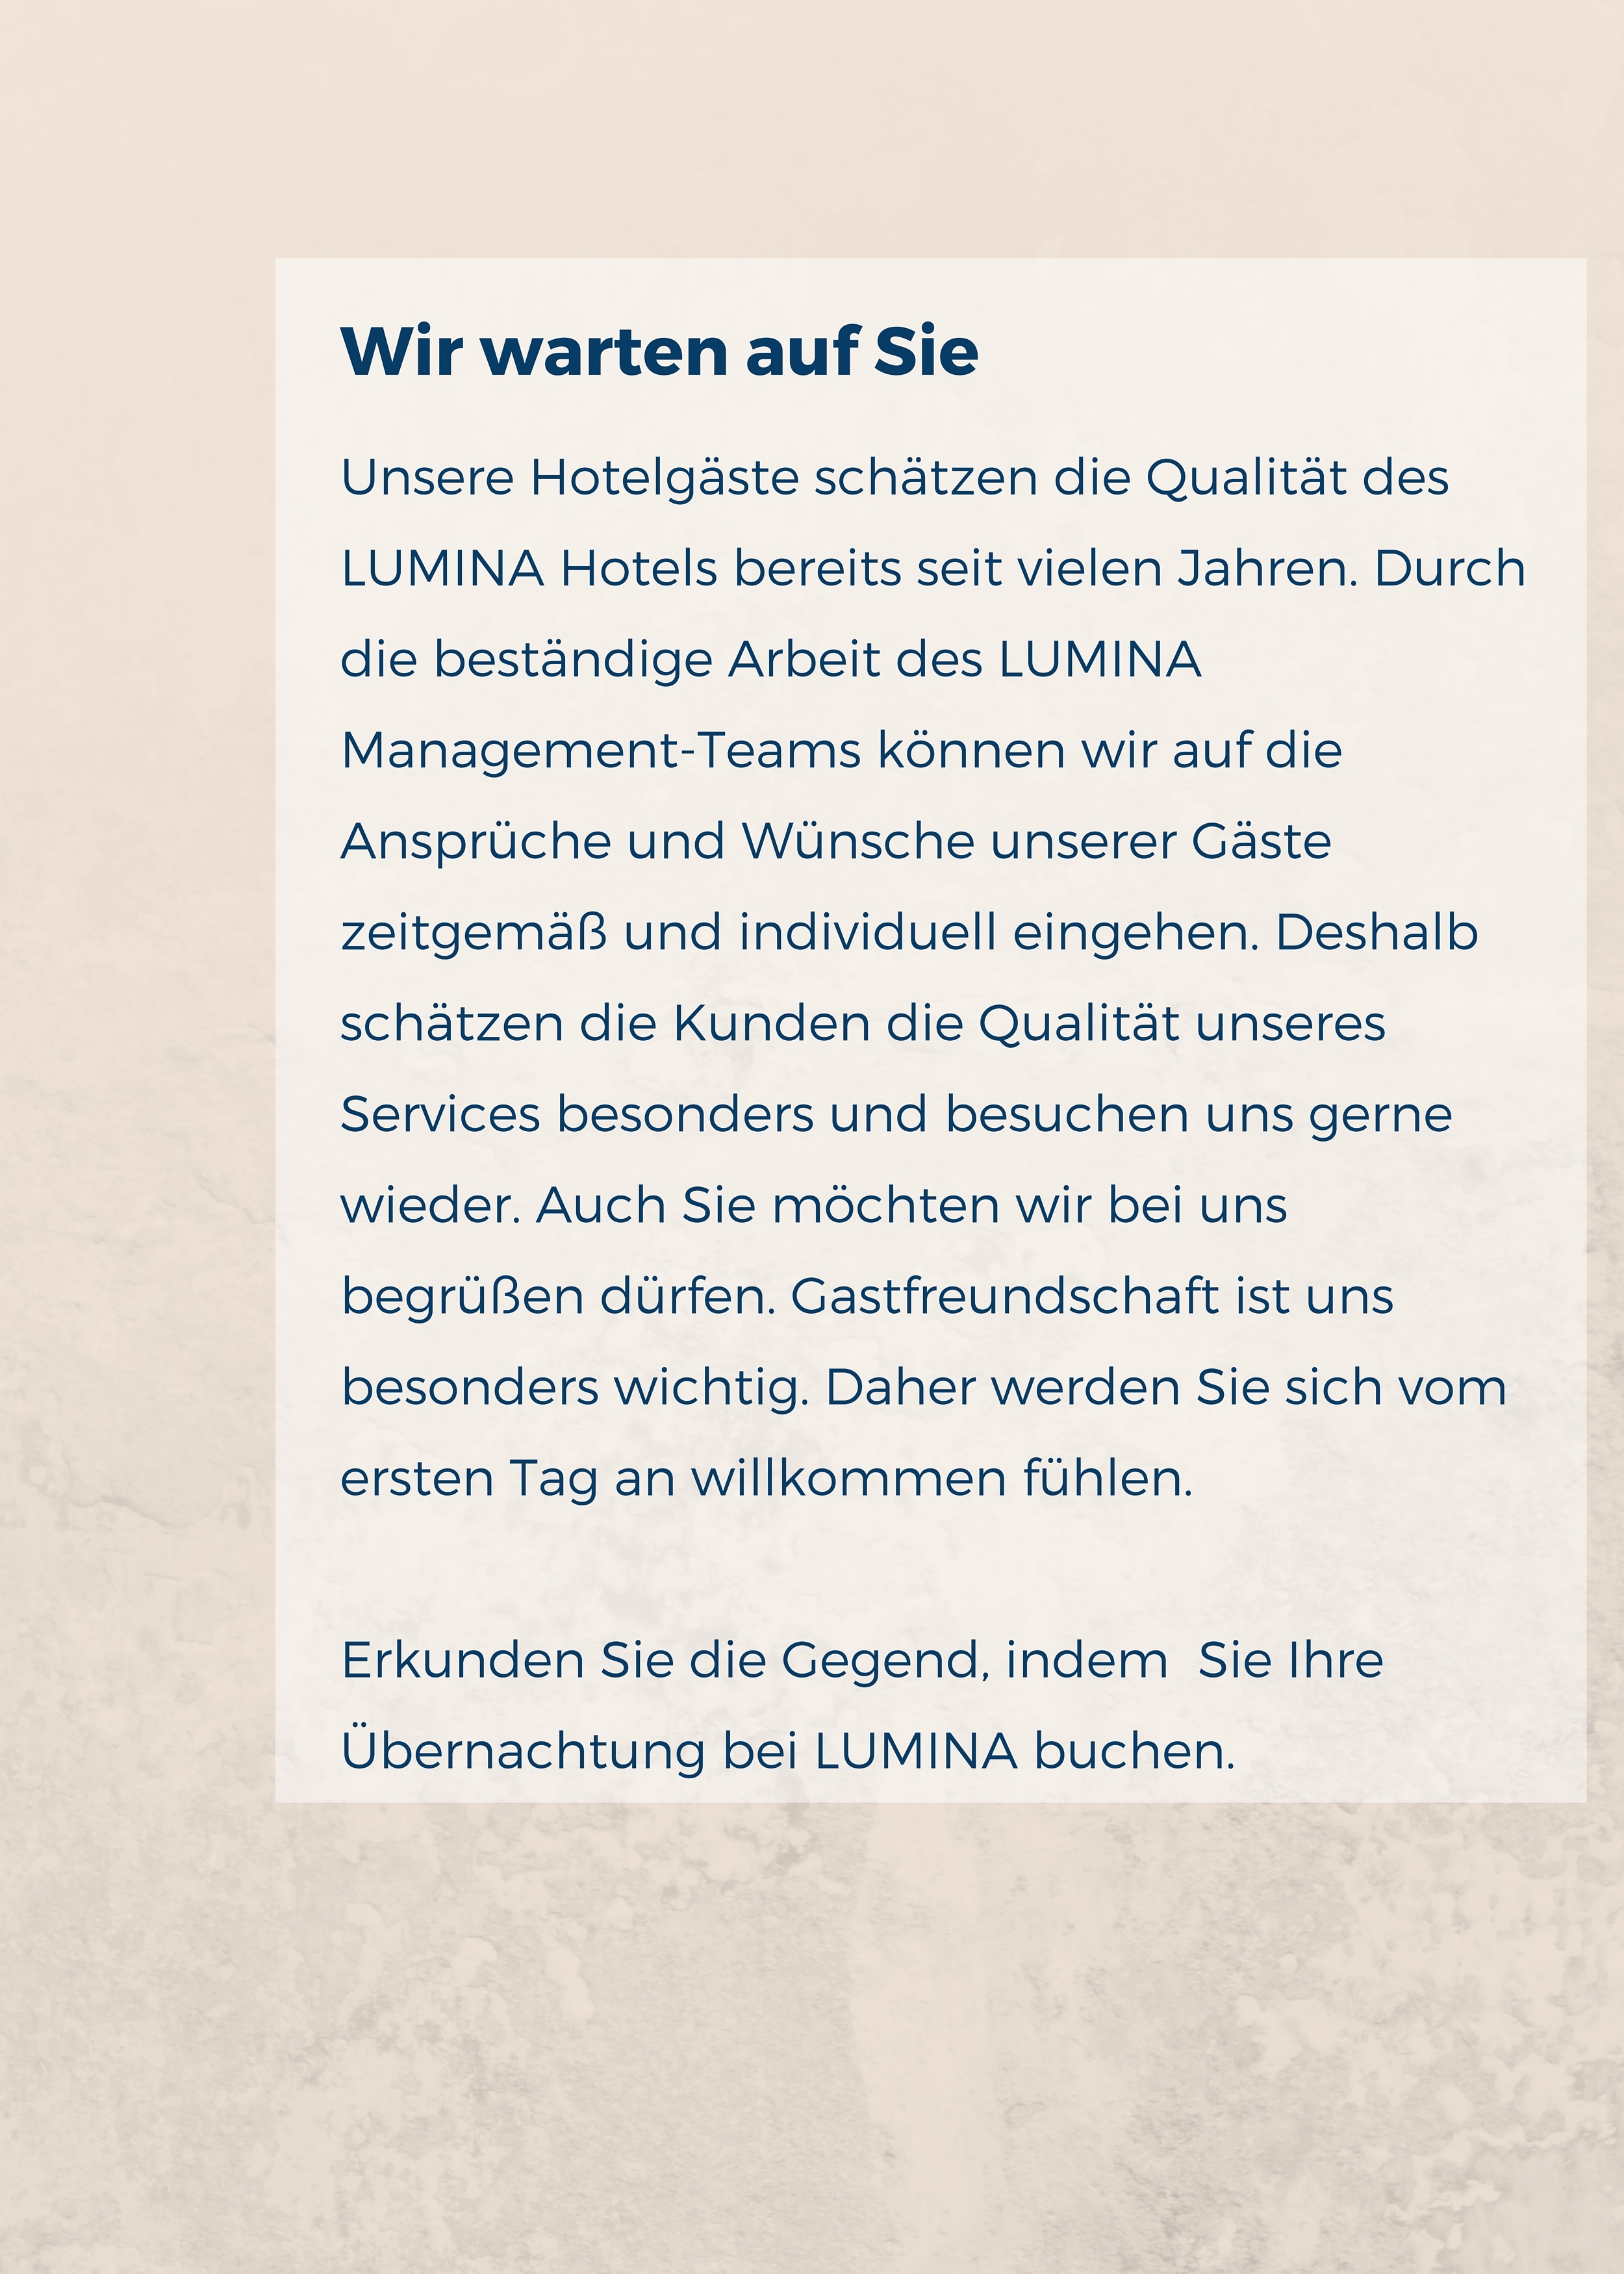 Wir warten auf Sie
Unsere Hotelgäste schätzen die Qualität des
LUMINA Hotels bereits seit vielen Jahren. Durch
die beständige Arbeit des LUMINA
Management-Teams können wir auf die
Ansprüche und Wünsche unserer Gäste
zeitgemäß und individuell eingehen. Deshalb
schätzen die Kunden die Qualität unseres
Services besonders und besuchen uns gerne
wieder. Auch Sie möchten wir bei uns
begrüßen dürfen. Gastfreundschaft ist uns
besonders wichtig. Daher werden Sie sich vom
ersten Tag an willkommen fühlen.
Erkunden Sie die Gegend, indem  Sie Ihre
Übernachtung bei LUMINA buchen.